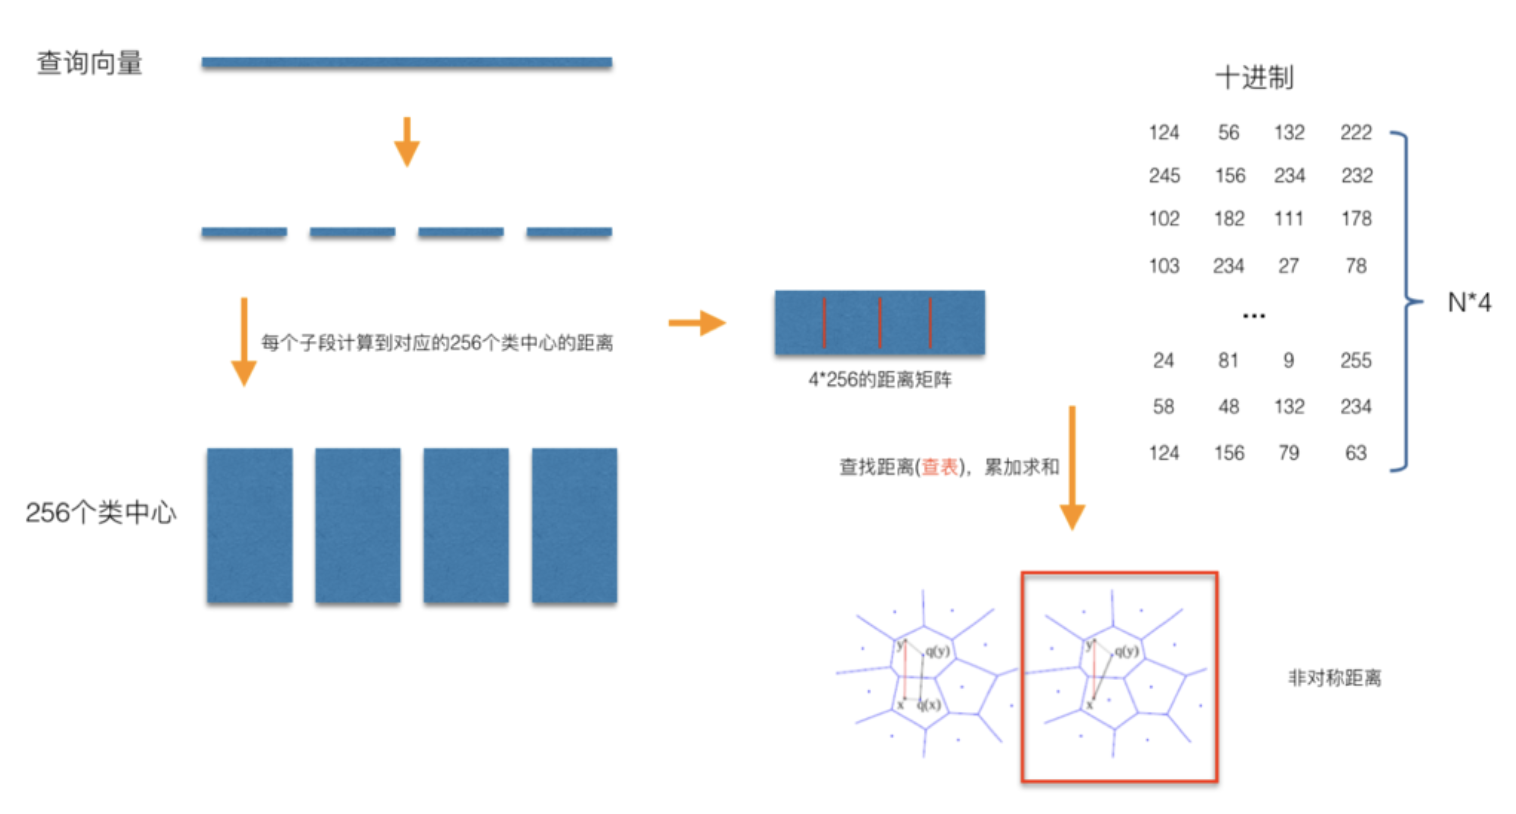 查询向量
每个子段计算到对应的256个类中心的距离
256个类中心
4*256的距离矩阵
查找距离(查表)，累加求和
十进制
124 56 132 222
245 156 234 232
102 182 111 178
103 234 27 78
...
24 81 9 255
58 48 132 234
124 156 79 63
N*4
y q(y)
x q(x)
y q(y)
x
非对称距离